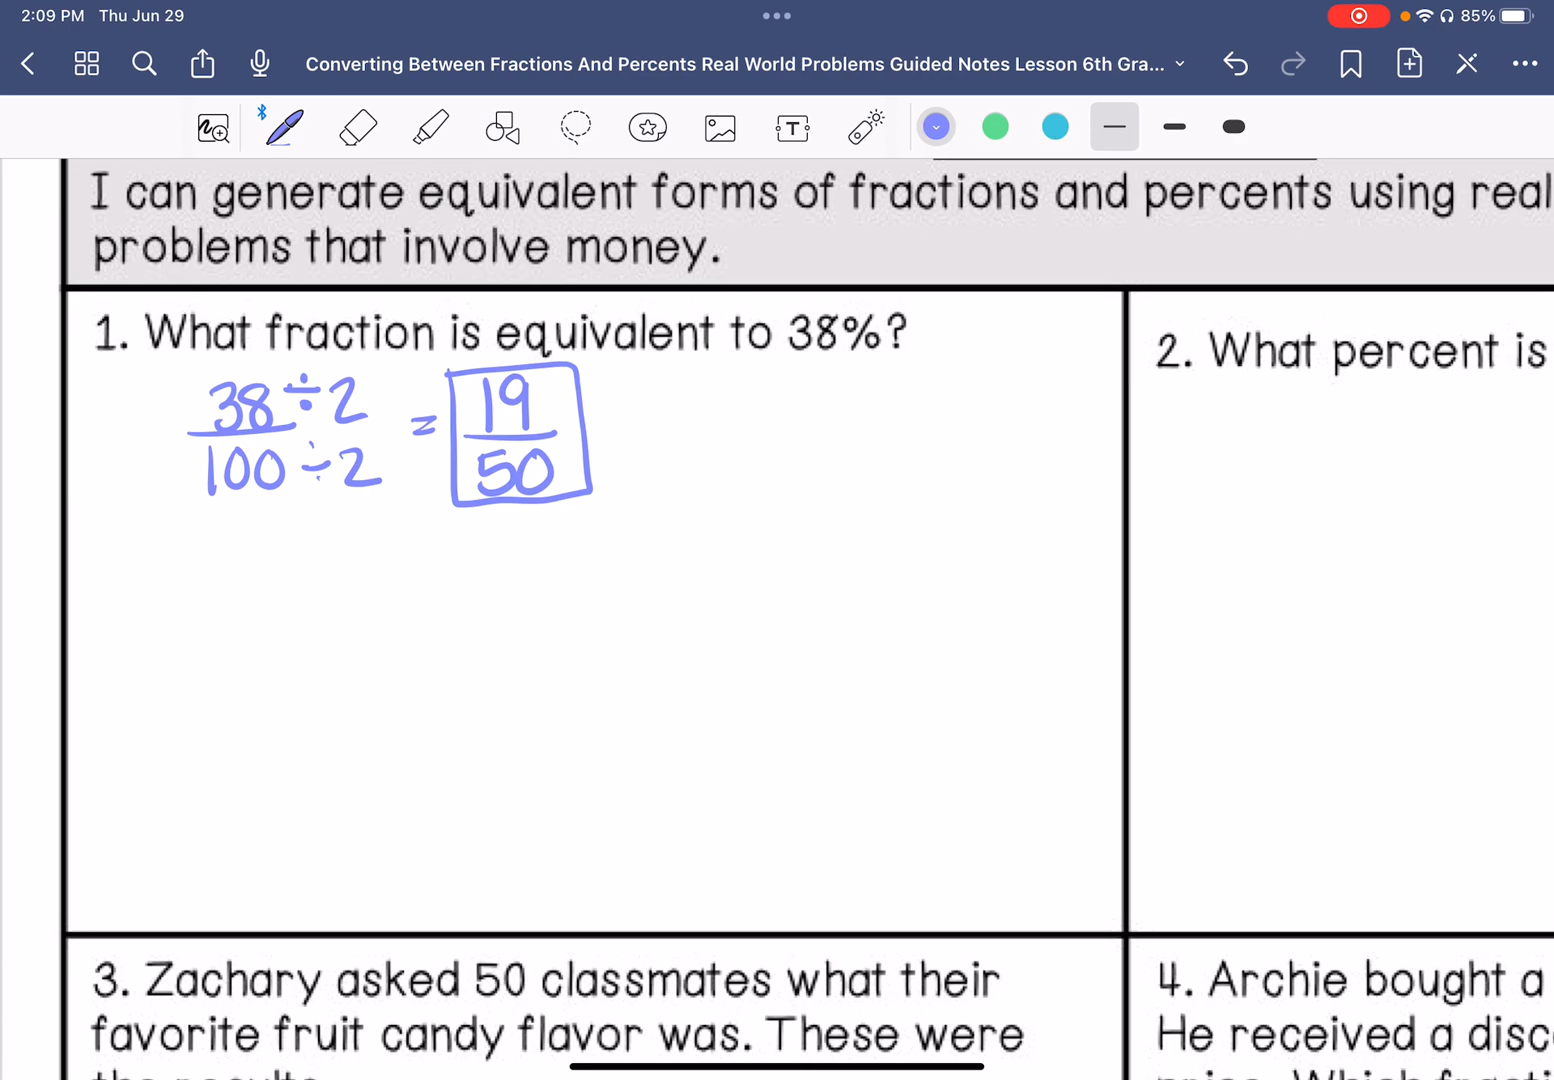 2:09 PM Thu Jun 29
85%
Converting Between Fractions And Percents Real World Problems Guided Notes Lesson 6th Gra...
T
I can generate equivalent forms of fractions and percents using real
problems that involve money.
1. What fraction is equivalent to 38%?
38 ÷ 2 = 19
100 ÷ 2 50
2. What percent is
3. Zachary asked 50 classmates what their
favorite fruit candy flavor was. These were
4. Archie bought a
He received a disc